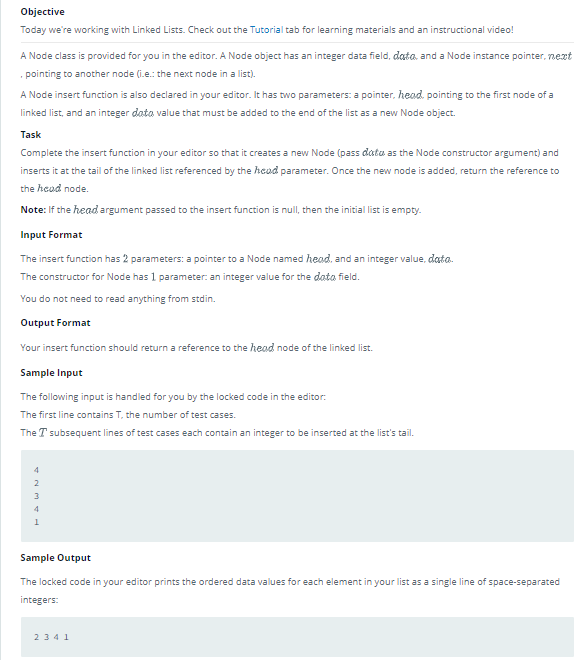 Objective
Today we're working with Linked Lists. Check out the Tutorial tab for learning materials and an instructional video!
A Node class is provided for you in the editor. A Node object has an integer data field, data, and a Node instance pointer, next
, pointing to another node (i.e.: the next node in a list).
A Node insert function is also declared in your editor. It has two parameters: a pointer, head, pointing to the first node of a
linked list, and an integer data value that must be added to the end of the list as a new Node object.
Task
Complete the insert function in your editor so that it creates a new Node (pass data as the Node constructor argument) and
inserts it at the tail of the linked list referenced by the head parameter. Once the new node is added, return the reference to
the head node.
Note: If the head argument passed to the insert function is null, then the initial list is empty.
Input Format
The insert function has 2 parameters: a pointer to a Node named head, and an integer value, data.
The constructor for Node has 1 parameter: an integer value for the data field.
You do not need to read anything from stdin.
Output Format
Your insert function should return a reference to the head node of the linked list.
Sample Input
The following input is handled for you by the locked code in the editor:
The first line contains T, the number of test cases.
The T subsequent lines of test cases each contain an integer to be inserted at the list's tail.
4
2
3
4
1
Sample Output
The locked code in your editor prints the ordered data values for each element in your list as a single line of space-separated
integers:
2 3 4 1